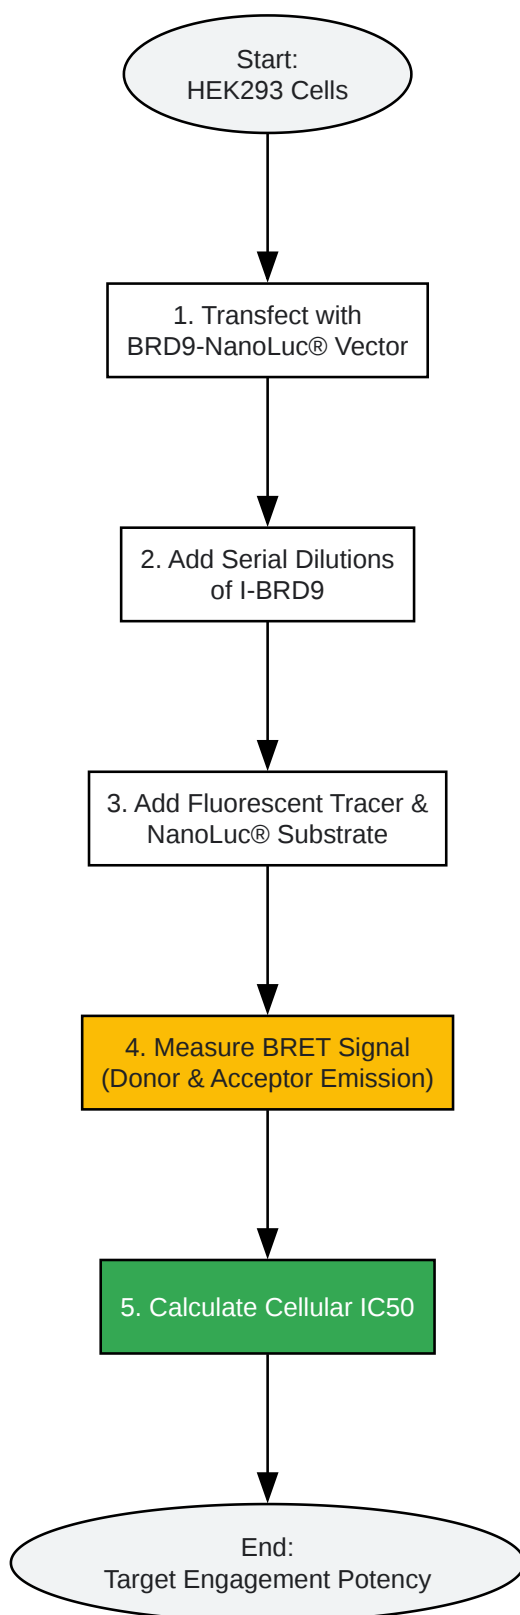 Start:
HEK293 Cells
1. Transfect with
BRD9-NanoLuc® Vector
2. Add Serial Dilutions
of I-BRD9
3. Add Fluorescent Tracer &
NanoLuc® Substrate
4. Measure BRET Signal
(Donor & Acceptor Emission)
5. Calculate Cellular IC50
End:
Target Engagement Potency